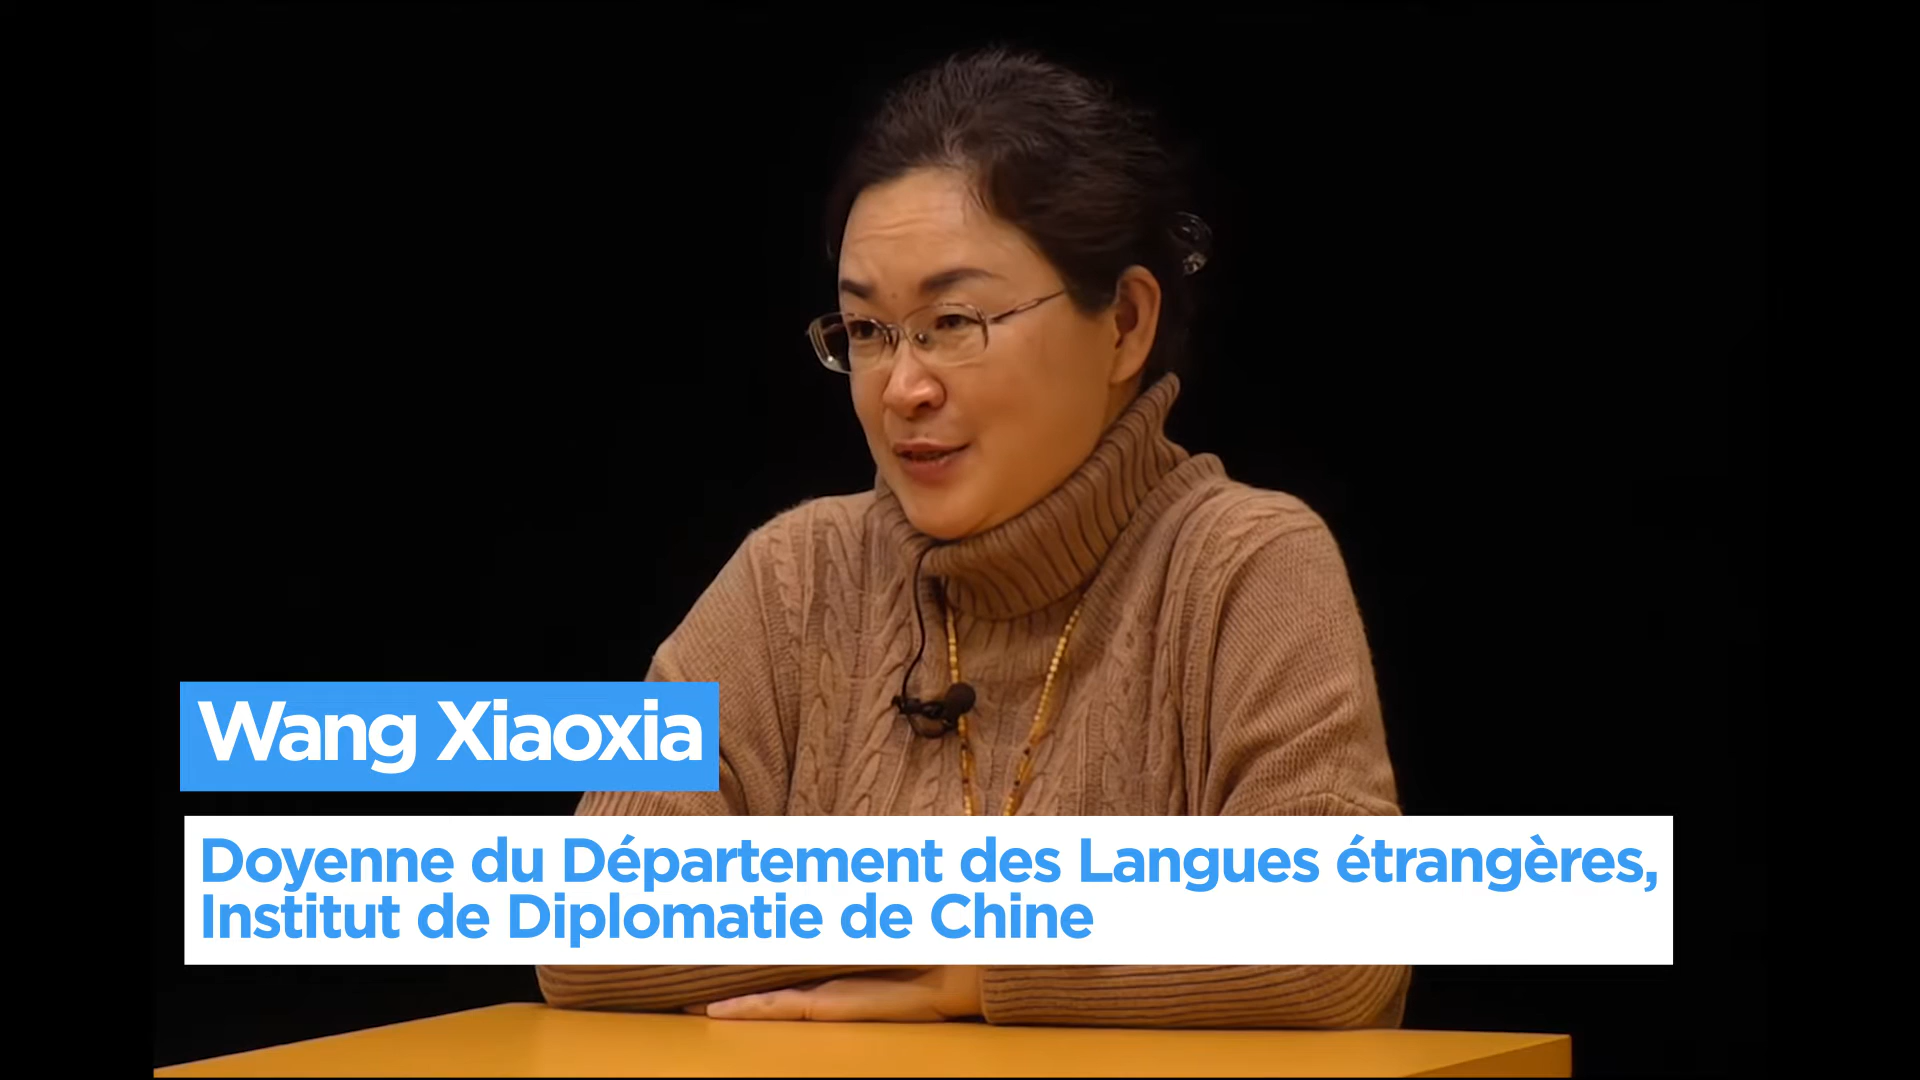 Wang Xiaoxia
Doyenne du Département des Langues étrangères,
Institut de Diplomatie de Chine